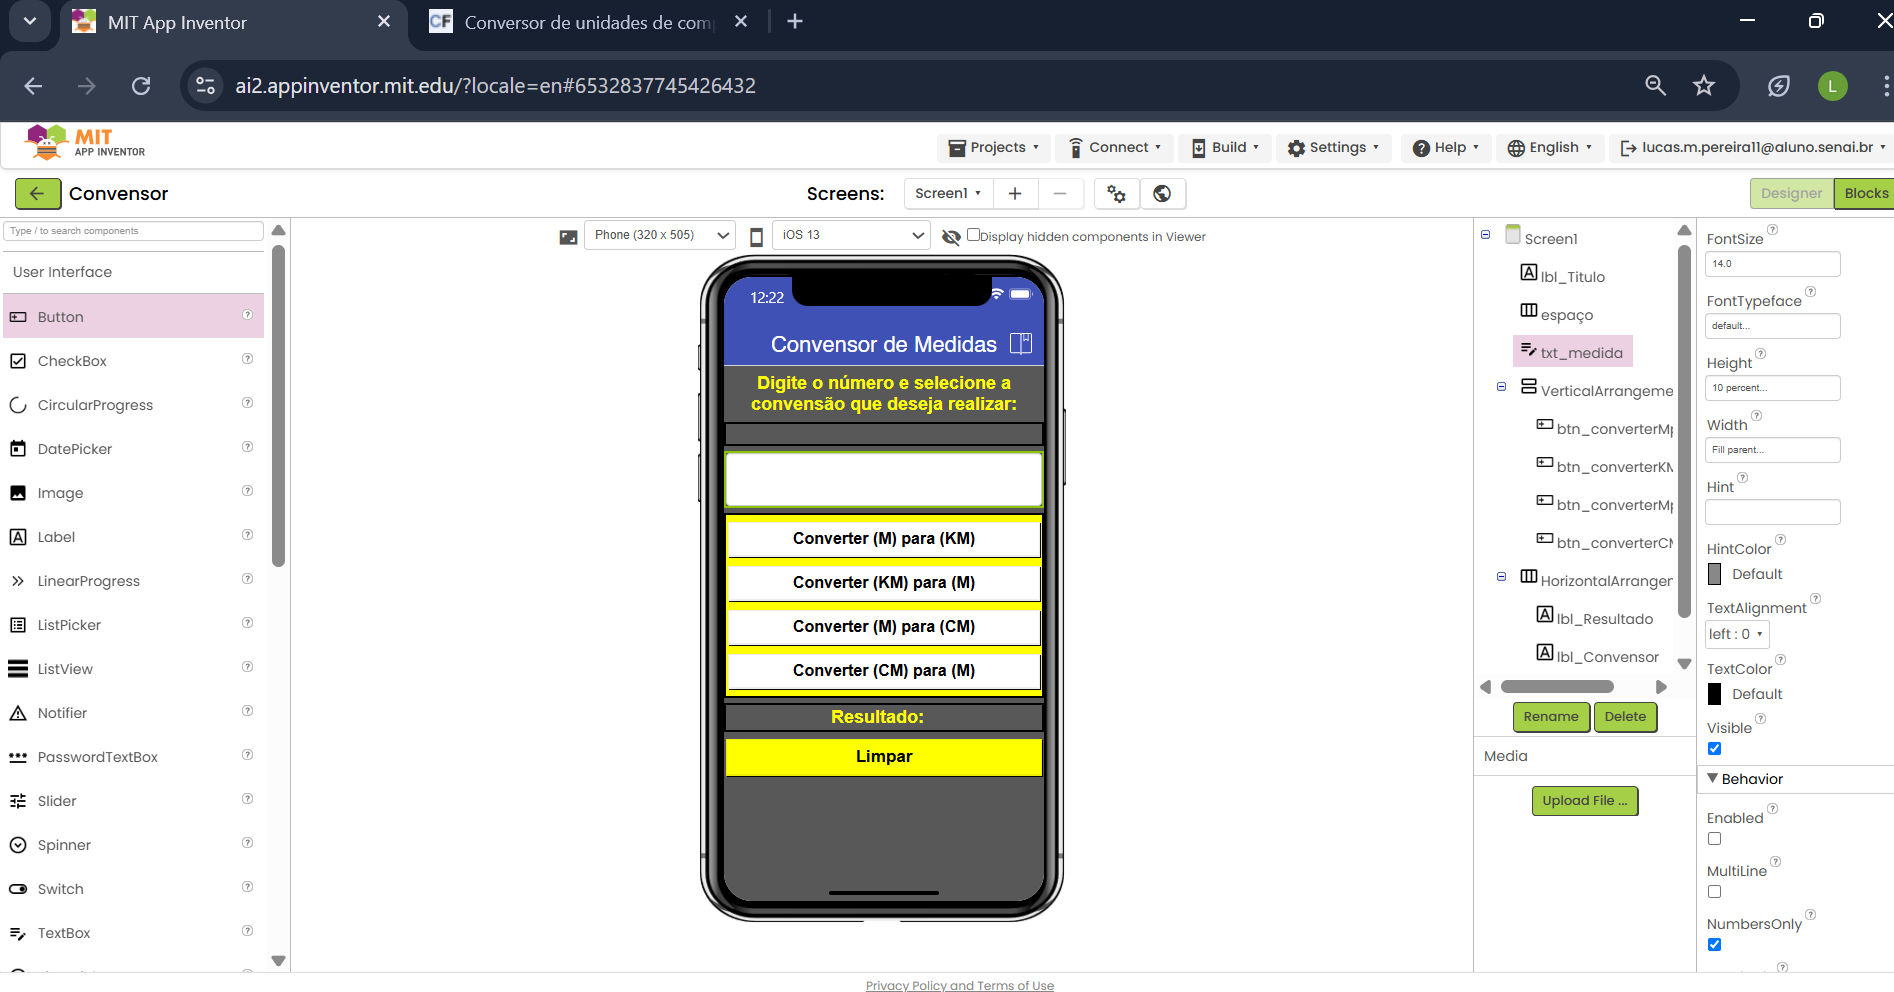 MIT App Inventor
CF Conversor de unidades de com
ai2.appinventor.mit.edu/?locale=en#6532837745426432
L
MIT
APP INVENTOR
Projects
Connect
Build
Settings
Help
English
lucas.m.pereira11@aluno.senai.br
Convensor
Screens:
Screen1
Designer
Blocks
Type / to search components
User Interface
Button
CheckBox
CircularProgress
DatePicker
Image
Label
LinearProgress
ListPicker
ListView
Notifier
PasswordTextBox
Slider
Spinner
Switch
TextBox
Phone (320 x 505)
iOS 13
Display hidden components in Viewer
12:22
Convensor de Medidas
Digite o número e selecione a
convensão que deseja realizar:
Converter (M) para (KM)
Converter (KM) para (M)
Converter (M) para (CM)
Converter (CM) para (M)
Resultado:
Limpar
Screen1
lbl_Titulo
espaço
txt_medida
VerticalArrangeme
btn_converterMp
btn_converterKM
btn_converterMp
btn_converterCM
HorizontalArrangen
lbl_Resultado
lbl_Convensor
Rename
Delete
Media
Upload File ...
FontSize
14.0
FontTypeface
default...
Height
10 percent...
Width
Fill parent...
Hint
HintColor
Default
TextAlignment
left : 0
TextColor
Default
Visible
Behavior
Enabled
MultiLine
NumbersOnly
Privacy Policy and Terms of Use